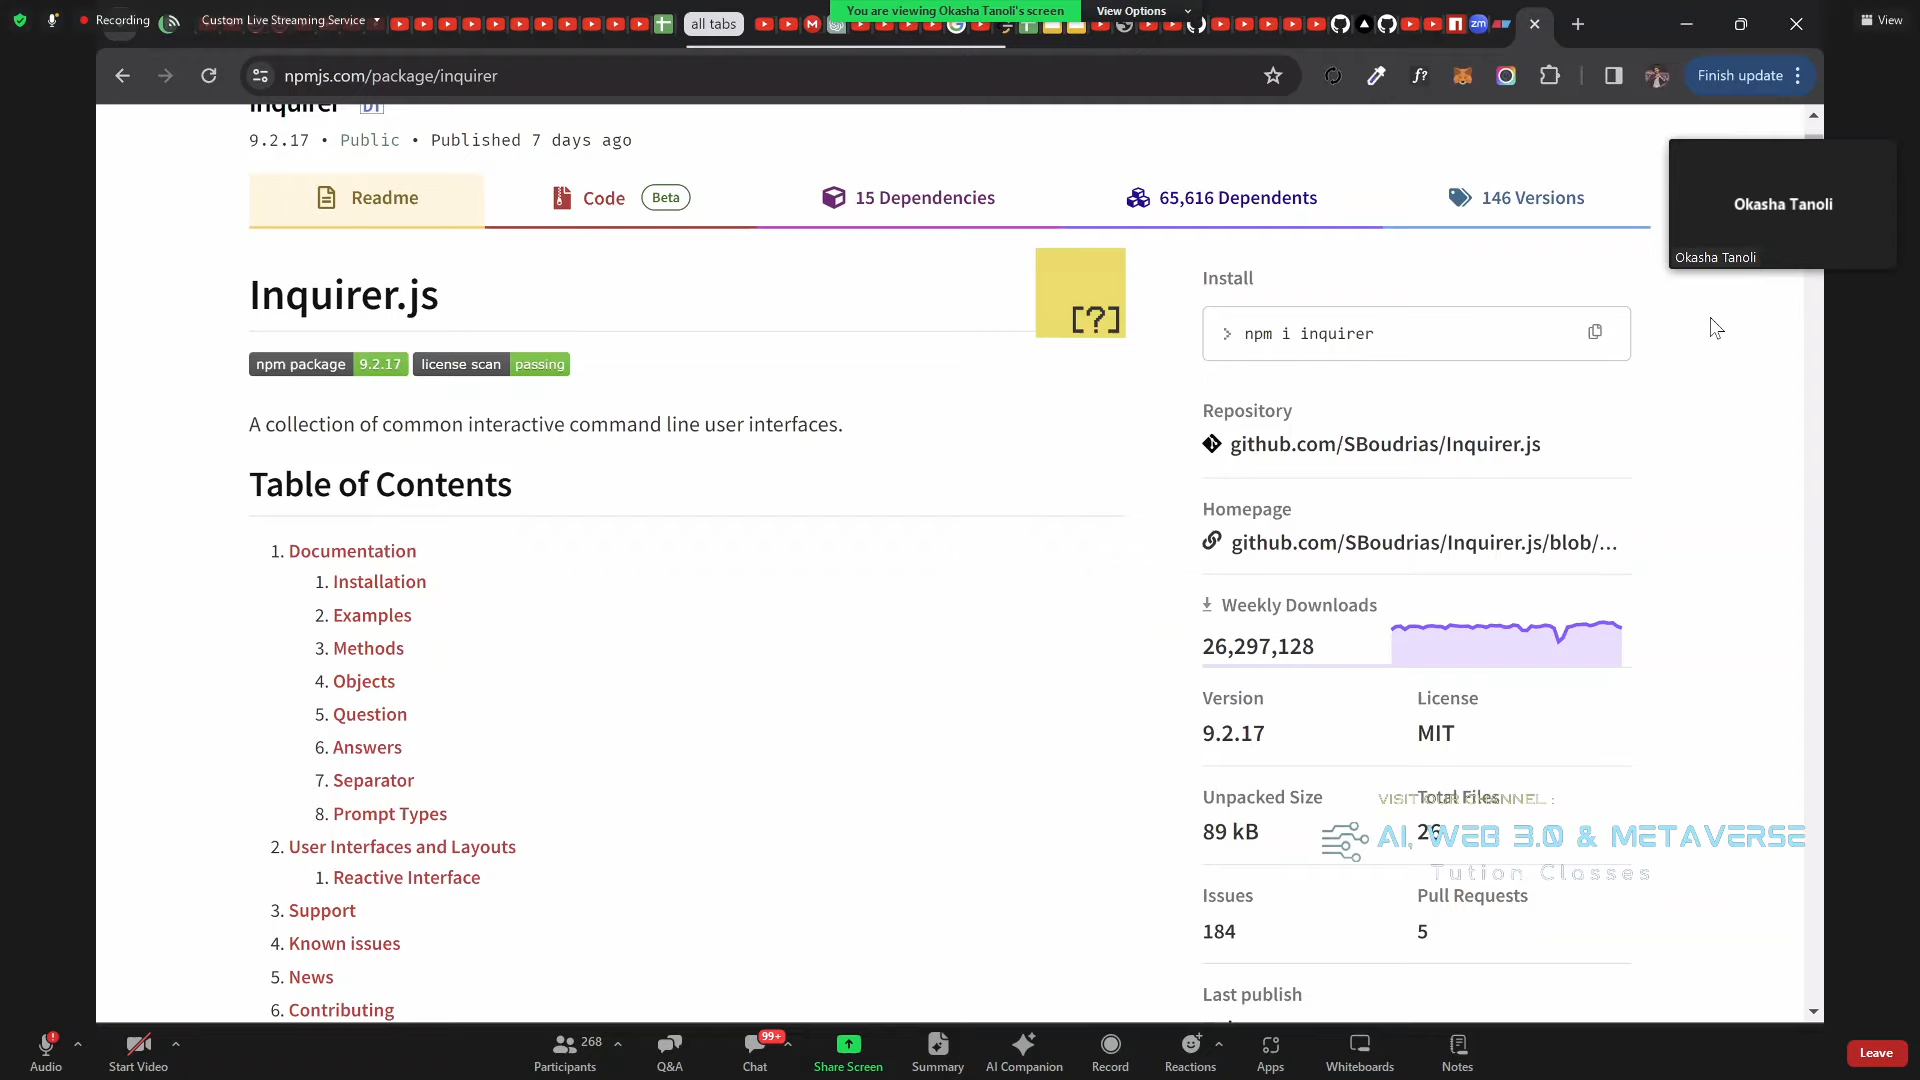 Recording
Custom Live Streaming Service
all tabs
You are viewing Okasha Tanoli's screen
View Options
View
npmjs.com/package/inquirer
Finish update
inquirer DT
9.2.17 • Public • Published 7 days ago
Readme
Code Beta
15 Dependencies
65,616 Dependents
146 Versions
Okasha Tanoli
Okasha Tanoli
Inquirer.js
[?]
npm package 9.2.17 license scan passing
A collection of common interactive command line user interfaces.
Table of Contents
1. Documentation
1. Installation
2. Examples
3. Methods
4. Objects
5. Question
6. Answers
7. Separator
8. Prompt Types
2. User Interfaces and Layouts
1. Reactive Interface
3. Support
4. Known issues
5. News
6. Contributing
Install
> npm i inquirer
Repository
github.com/SBoudrias/Inquirer.js
Homepage
github.com/SBoudrias/Inquirer.js/blob/...
Weekly Downloads
26,297,128
Version License
9.2.17 MIT
Unpacked Size Total Files
89 kB 26
VISIT OUR CHANNEL :
AI, WEB 3.0 & METAVERSE
Tution Classes
Issues Pull Requests
184 5
Last publish
Audio
Start Video
268
Participants
Q&A
99+
Chat
Share Screen
Summary
AI Companion
Record
Reactions
Apps
Whiteboards
Notes
Leave